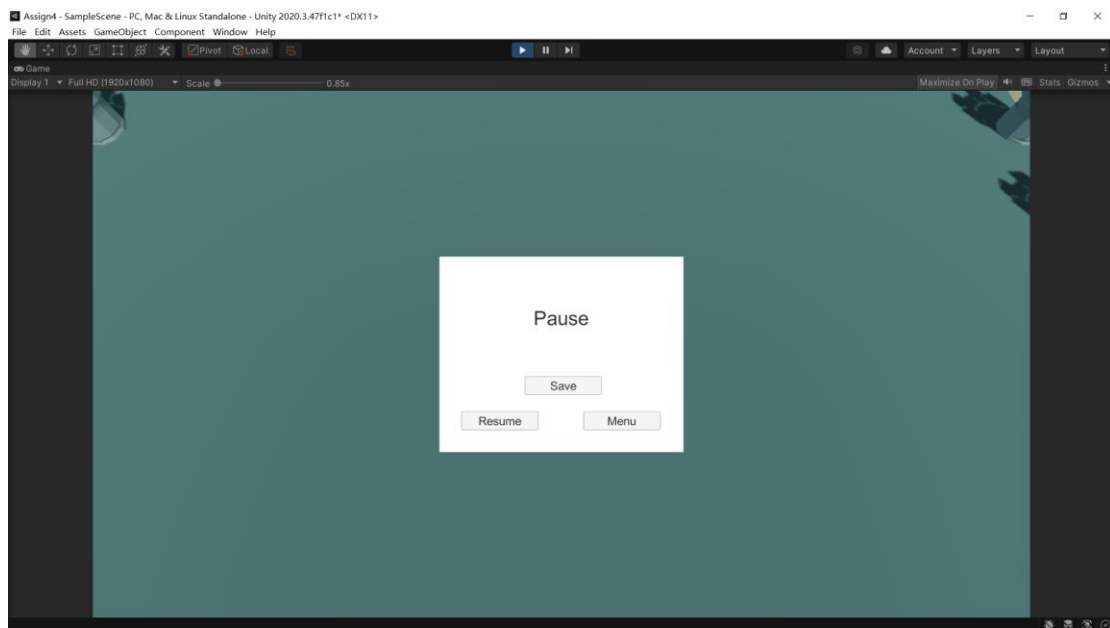 Assign4 - SampleScene - PC, Mac & Linux Standalone - Unity 2020.3.47f1c1* <DX11>
File Edit Assets GameObject Component Window Help
Pivot Local Account Layers Layout
Game
Display 1 Full HD (1920x1080) Scale 0.85x Maximize On Play Stats Gizmos
Pause
Save
Resume Menu